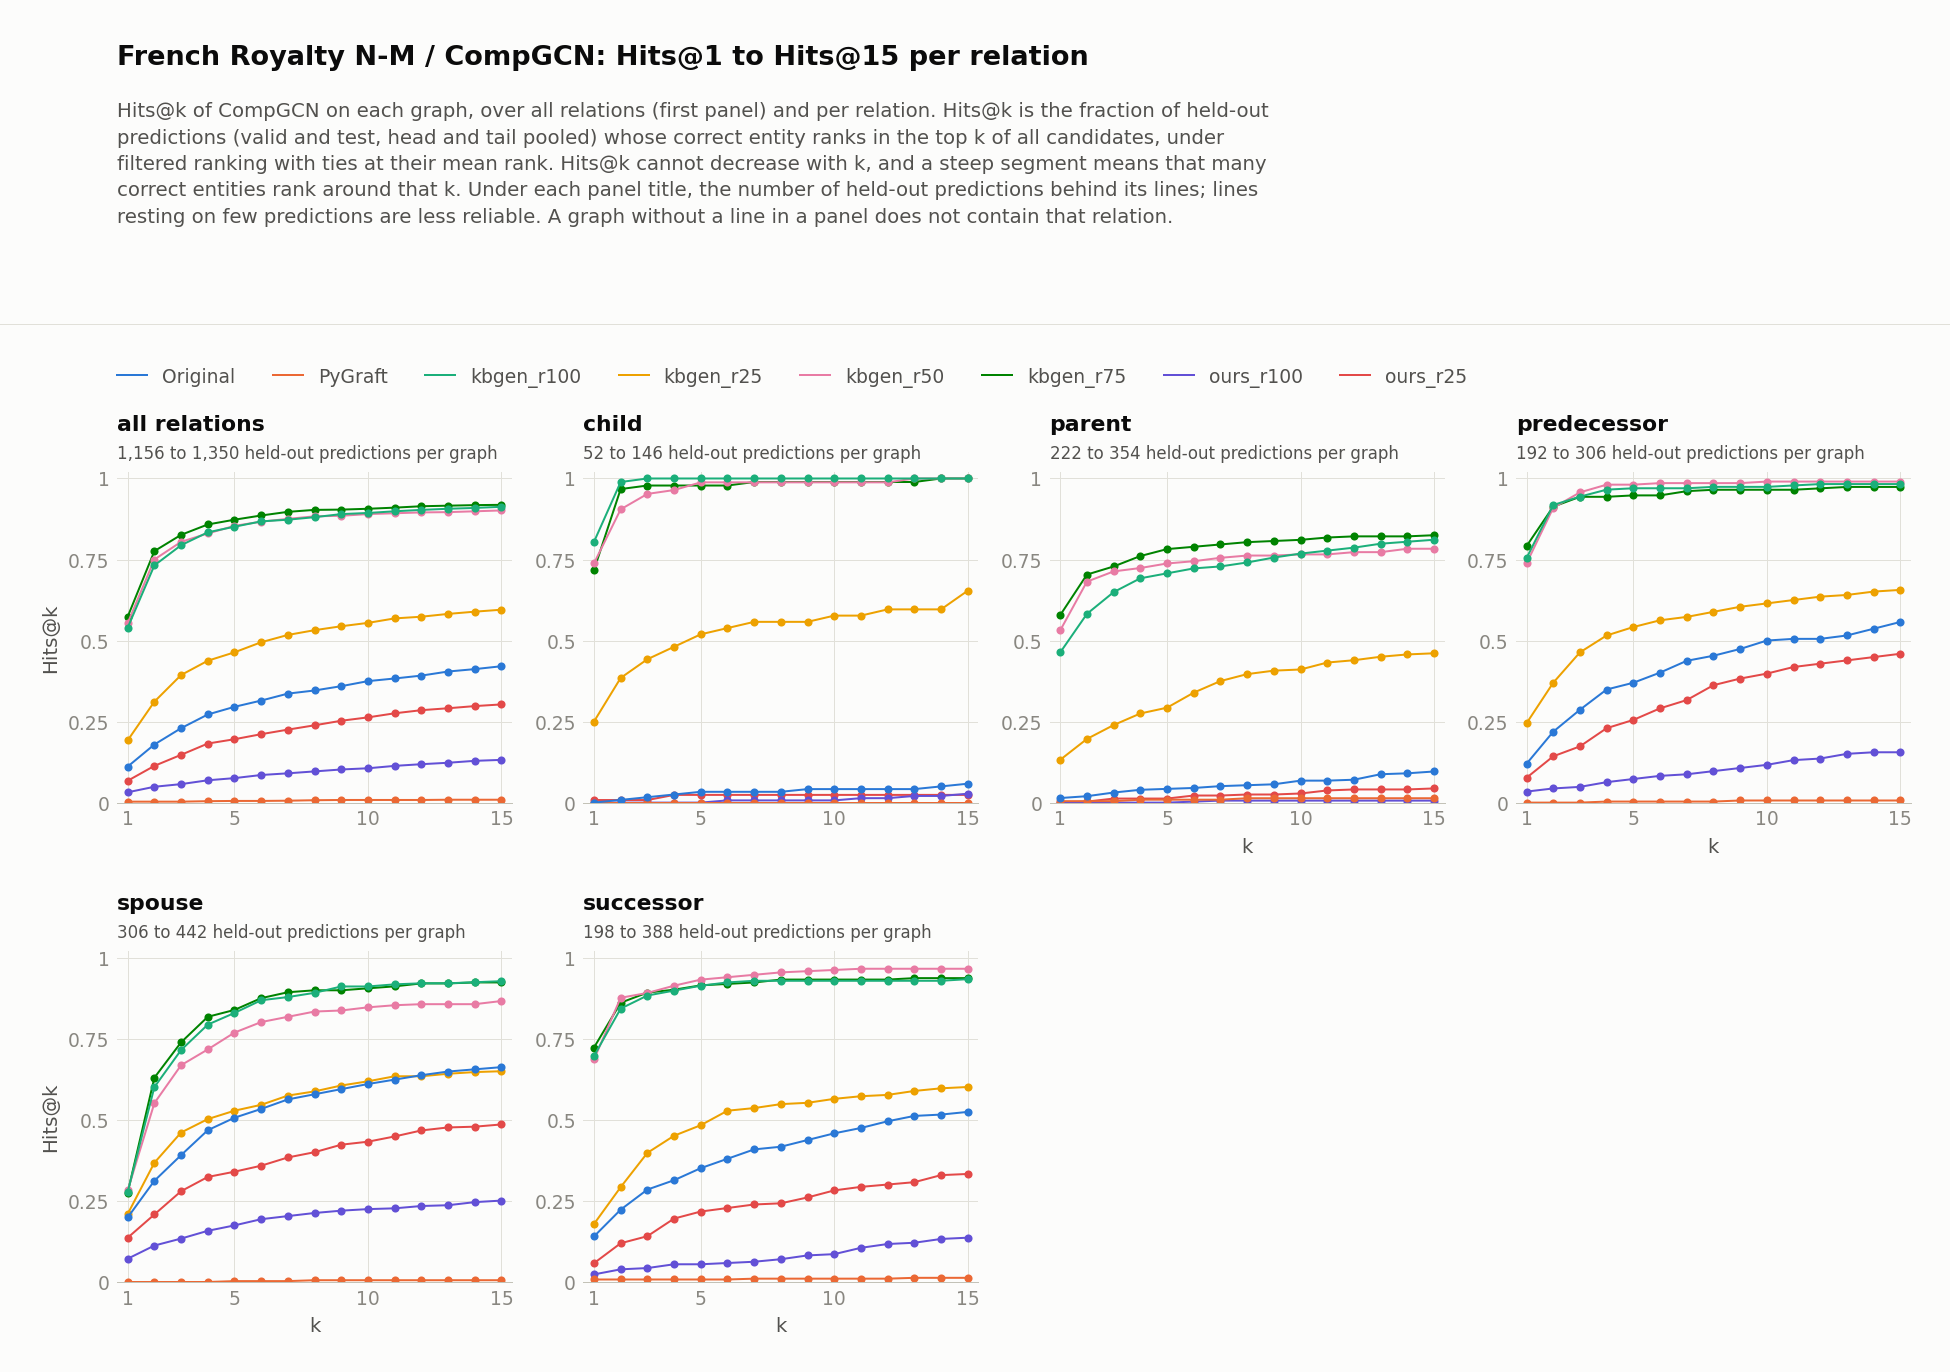 French Royalty N-M / CompGCN: Hits@1 to Hits@15 per relation
Hits@k of CompGCN on each graph, over all relations (first panel) and per relation. Hits@k is the fraction of held-out
predictions (valid and test, head and tail pooled) whose correct entity ranks in the top k of all candidates, under
filtered ranking with ties at their mean rank. Hits@k cannot decrease with k, and a steep segment means that many
correct entities rank around that k. Under each panel title, the number of held-out predictions behind its lines; lines
resting on few predictions are less reliable. A graph without a line in a panel does not contain that relation.
Original PyGraft kbgen_r100 kbgen_r25 kbgen_r50 kbgen_r75 ours_r100 ours_r25
all relations
1,156 to 1,350 held-out predictions per graph
1
0.75
0.5
0.25
0
Hits@k
1 5 10 15
child
52 to 146 held-out predictions per graph
1
0.75
0.5
0.25
0
1 5 10 15
parent
222 to 354 held-out predictions per graph
1
0.75
0.5
0.25
0
1 5 10 15
k
predecessor
192 to 306 held-out predictions per graph
1
0.75
0.5
0.25
0
1 5 10 15
k
spouse
306 to 442 held-out predictions per graph
1
0.75
0.5
0.25
0
Hits@k
1 5 10 15
k
successor
198 to 388 held-out predictions per graph
1
0.75
0.5
0.25
0
1 5 10 15
k